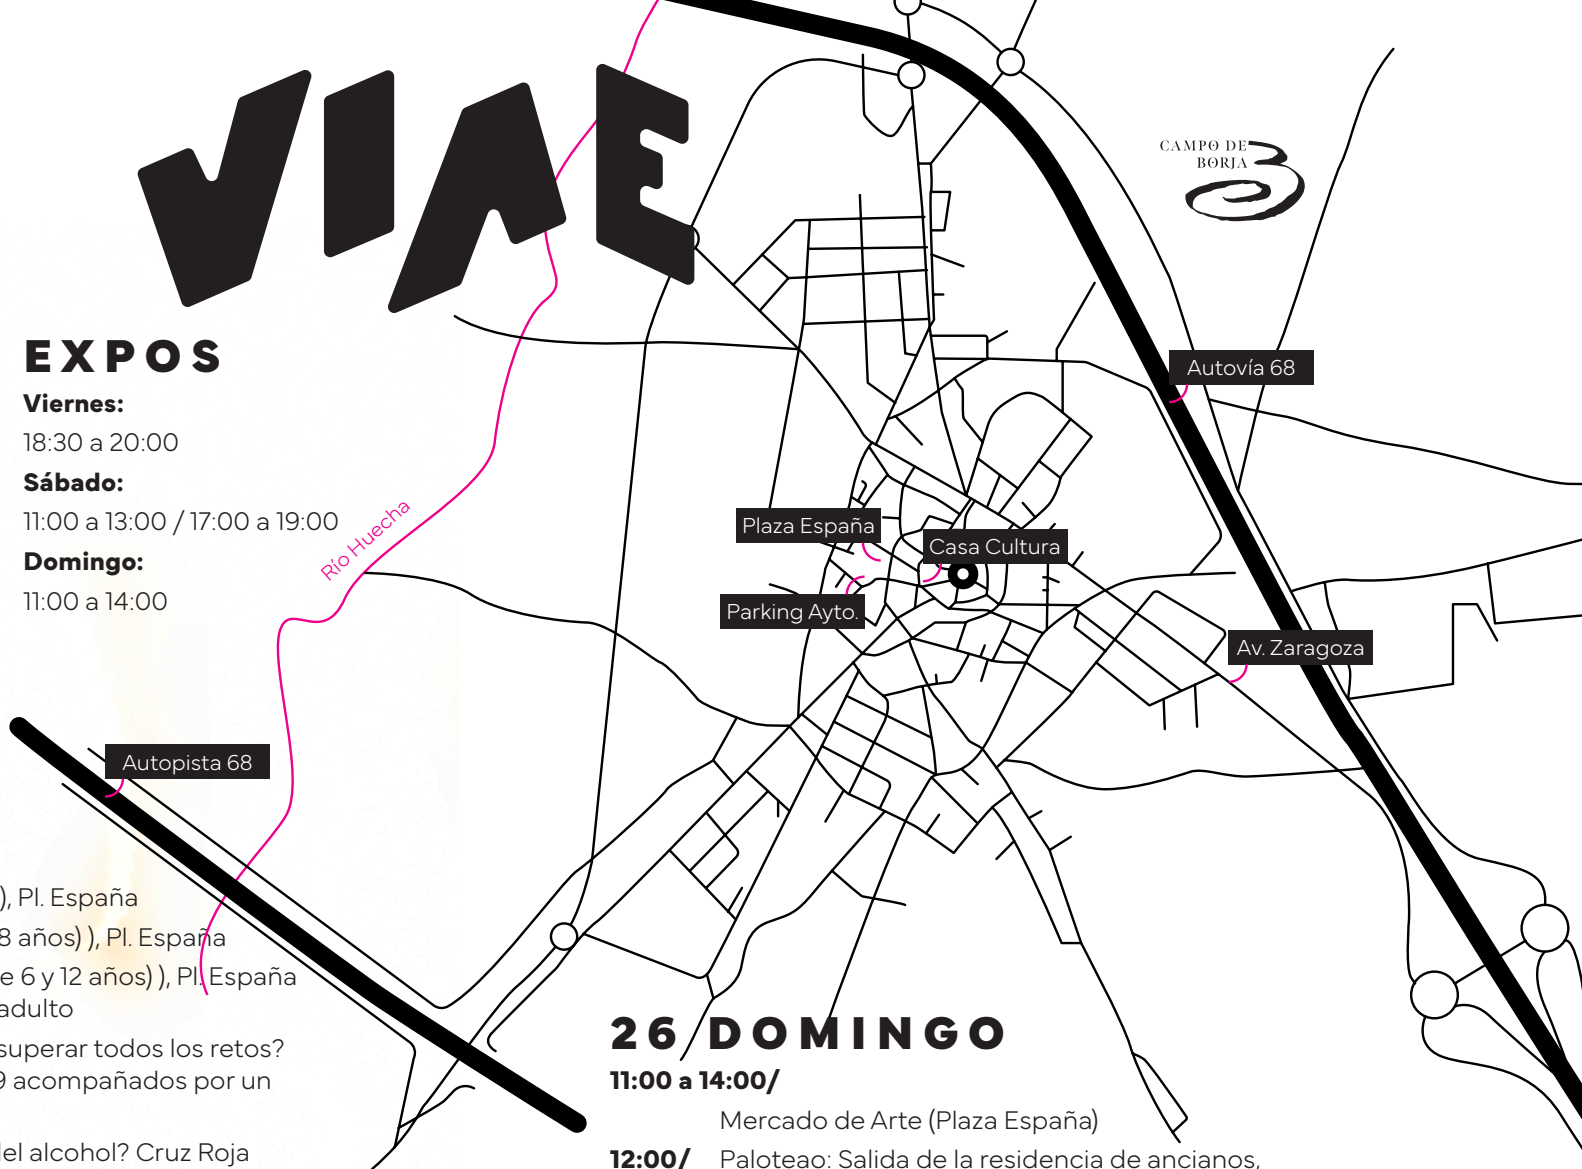 VIAE
CAMPO DE
BORJA
EXPOS
Viernes:
18:30 a 20:00
Sábado:
11:00 a 13:00 / 17:00 a 19:00
Domingo:
11:00 a 14:00
Río Huecha
Autovía 68
Plaza España
Casa Cultura
Parking Ayto.
Av. Zaragoza
Autopista 68
), Pl. España
8 años) ), Pl. España
e 6 y 12 años) ), Pl. España
adulto
superar todos los retos?
9 acompañados por un
del alcohol? Cruz Roja
26 DOMINGO
11:00 a 14:00/
Mercado de Arte (Plaza España)
12:00/ Paloteao: Salida de la residencia de ancianos,